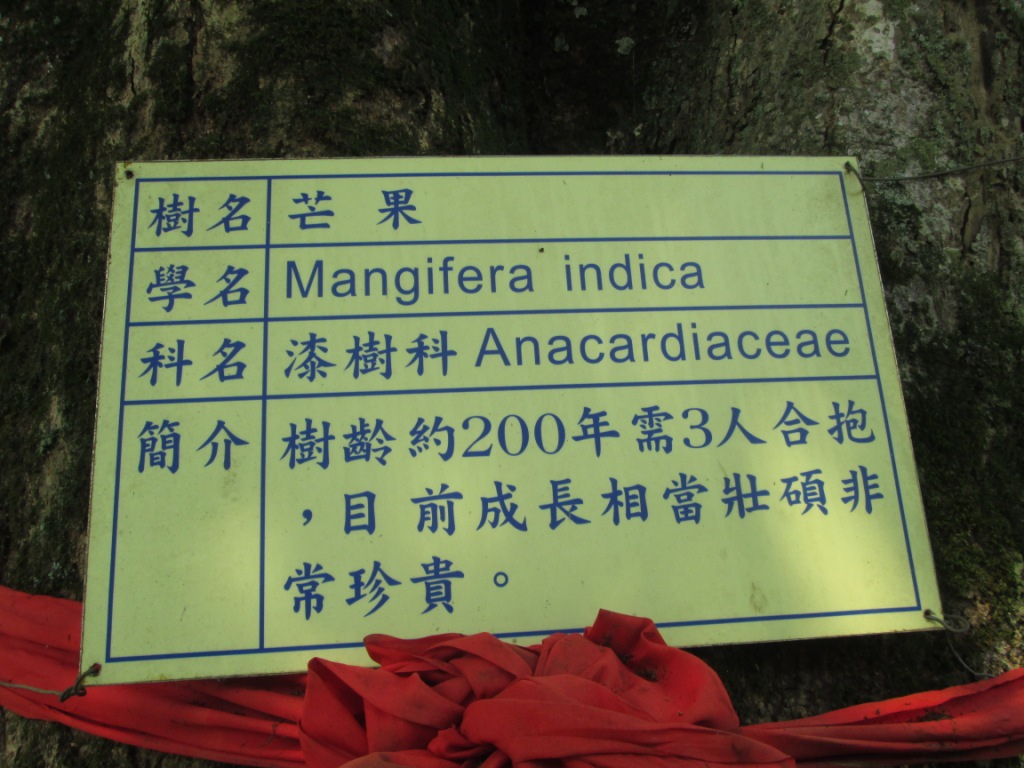 樹名 芒果
學名 Mangifera indica
科名 漆樹科 Anacardiaceae
簡介 樹齡約200年需3人合抱
，目前成長相當壯碩非
常珍貴。